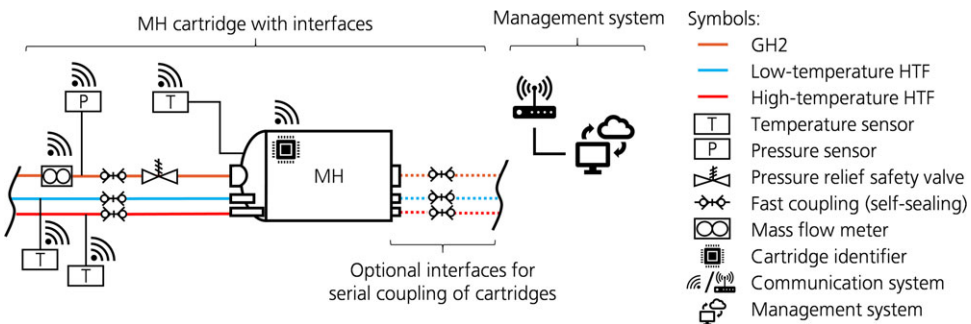 MH cartridge with interfaces
Management system
Symbols:
GH2
Low-temperature HTF
High-temperature HTF
T Temperature sensor
P Pressure sensor
Pressure relief safety valve
Fast coupling (self-sealing)
Mass flow meter
Cartridge identifier
/ Communication system
Management system
P
T
MH
T
T
Optional interfaces for
serial coupling of cartridges